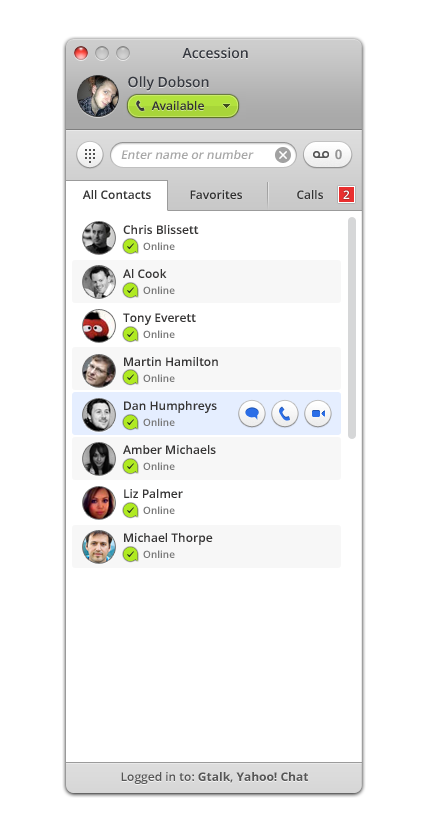 Accession
Olly Dobson
Available
Enter name or number
0
All Contacts Favorites Calls 2
Chris Blissett
Online
Al Cook
Online
Tony Everett
Online
Martin Hamilton
Online
Dan Humphreys
Online
Amber Michaels
Online
Liz Palmer
Online
Michael Thorpe
Online
Logged in to: Gtalk, Yahoo! Chat